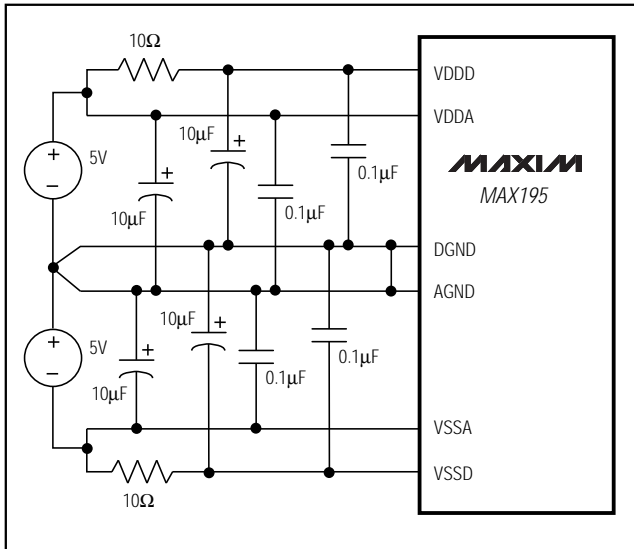 10Ω
VDDD
VDDA
10μF
+
+
5V
+
−
10μF
0.1μF
0.1μF
MAXIM
MAX195
DGND
AGND
10μF
+
+
5V
+
−
10μF
0.1μF
0.1μF
VSSA
VSSD
10Ω